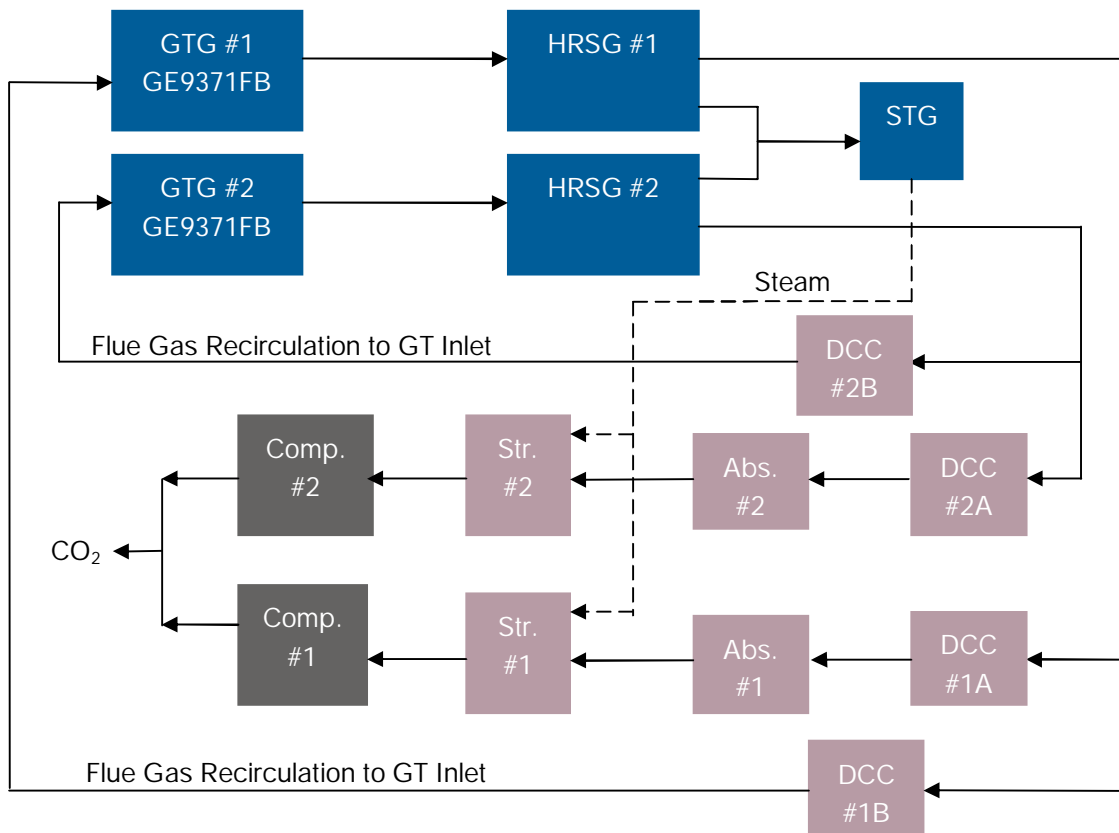 GTG #1
GE9371FB
HRSG #1
STG
GTG #2
GE9371FB
HRSG #2
Steam
Flue Gas Recirculation to GT Inlet
DCC
#2B
Comp.
#2
Str.
#2
Abs.
#2
DCC
#2A
CO₂
Comp.
#1
Str.
#1
Abs.
#1
DCC
#1A
Flue Gas Recirculation to GT Inlet
DCC
#1B